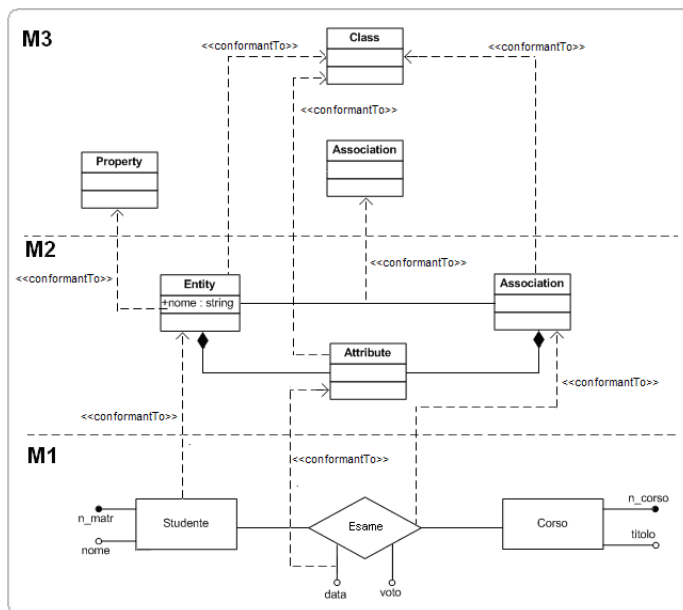 M3
Class
<<conformantTo>>
<<conformantTo>>
<<conformantTo>>
Property
Association
M2
<<conformantTo>>
<<conformantTo>>
Entity
+nome : string
Association
Attribute
<<conformantTo>>
<<conformantTo>>
M1
<<conformantTo>>
n_matr
Studente
nome
Esame
Corso
n_corso
titolo
data
voto